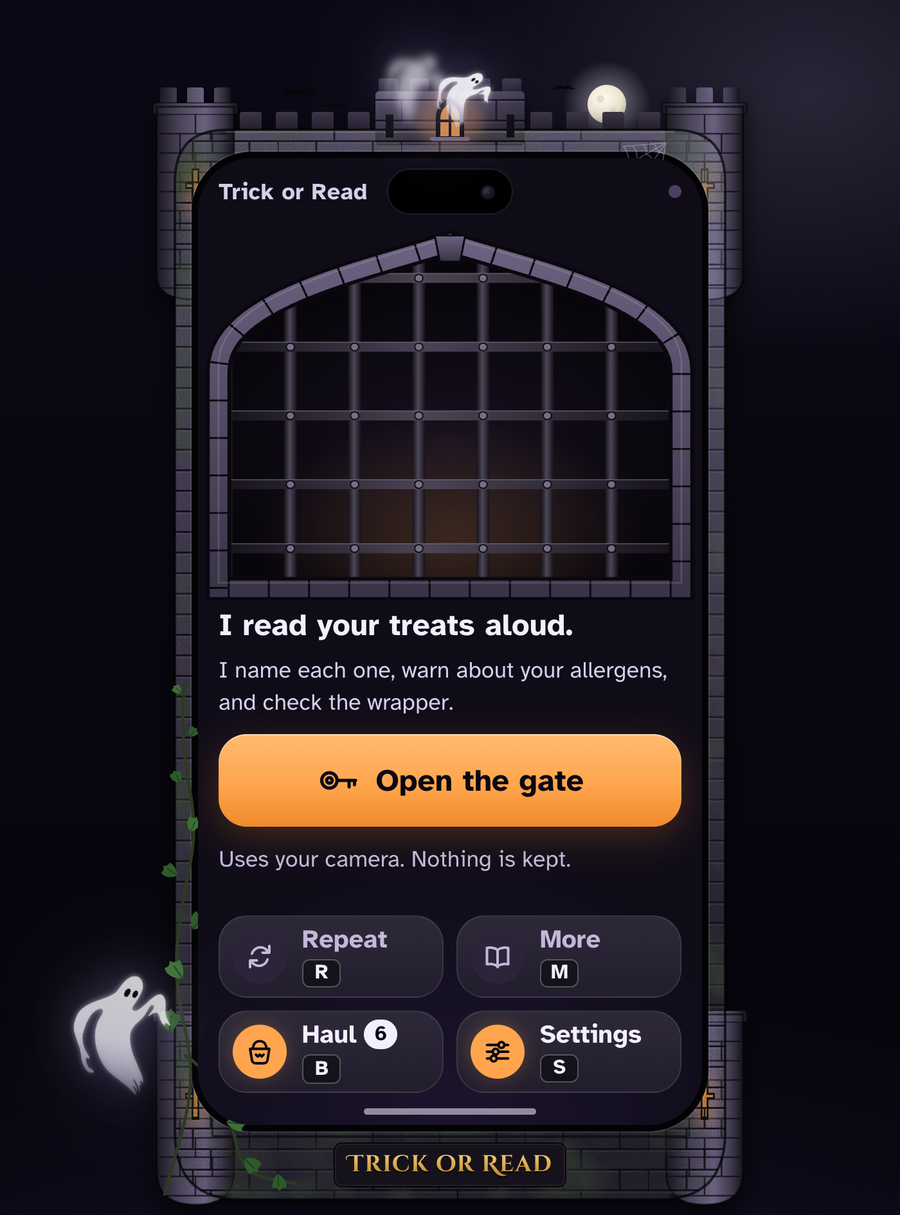 Trick or Read
I read your treats aloud.
I name each one, warn about your allergens,
and check the wrapper.
Open the gate
Uses your camera. Nothing is kept.
Repeat
R
More
M
Haul 6
B
Settings
S
TRICK OR READ